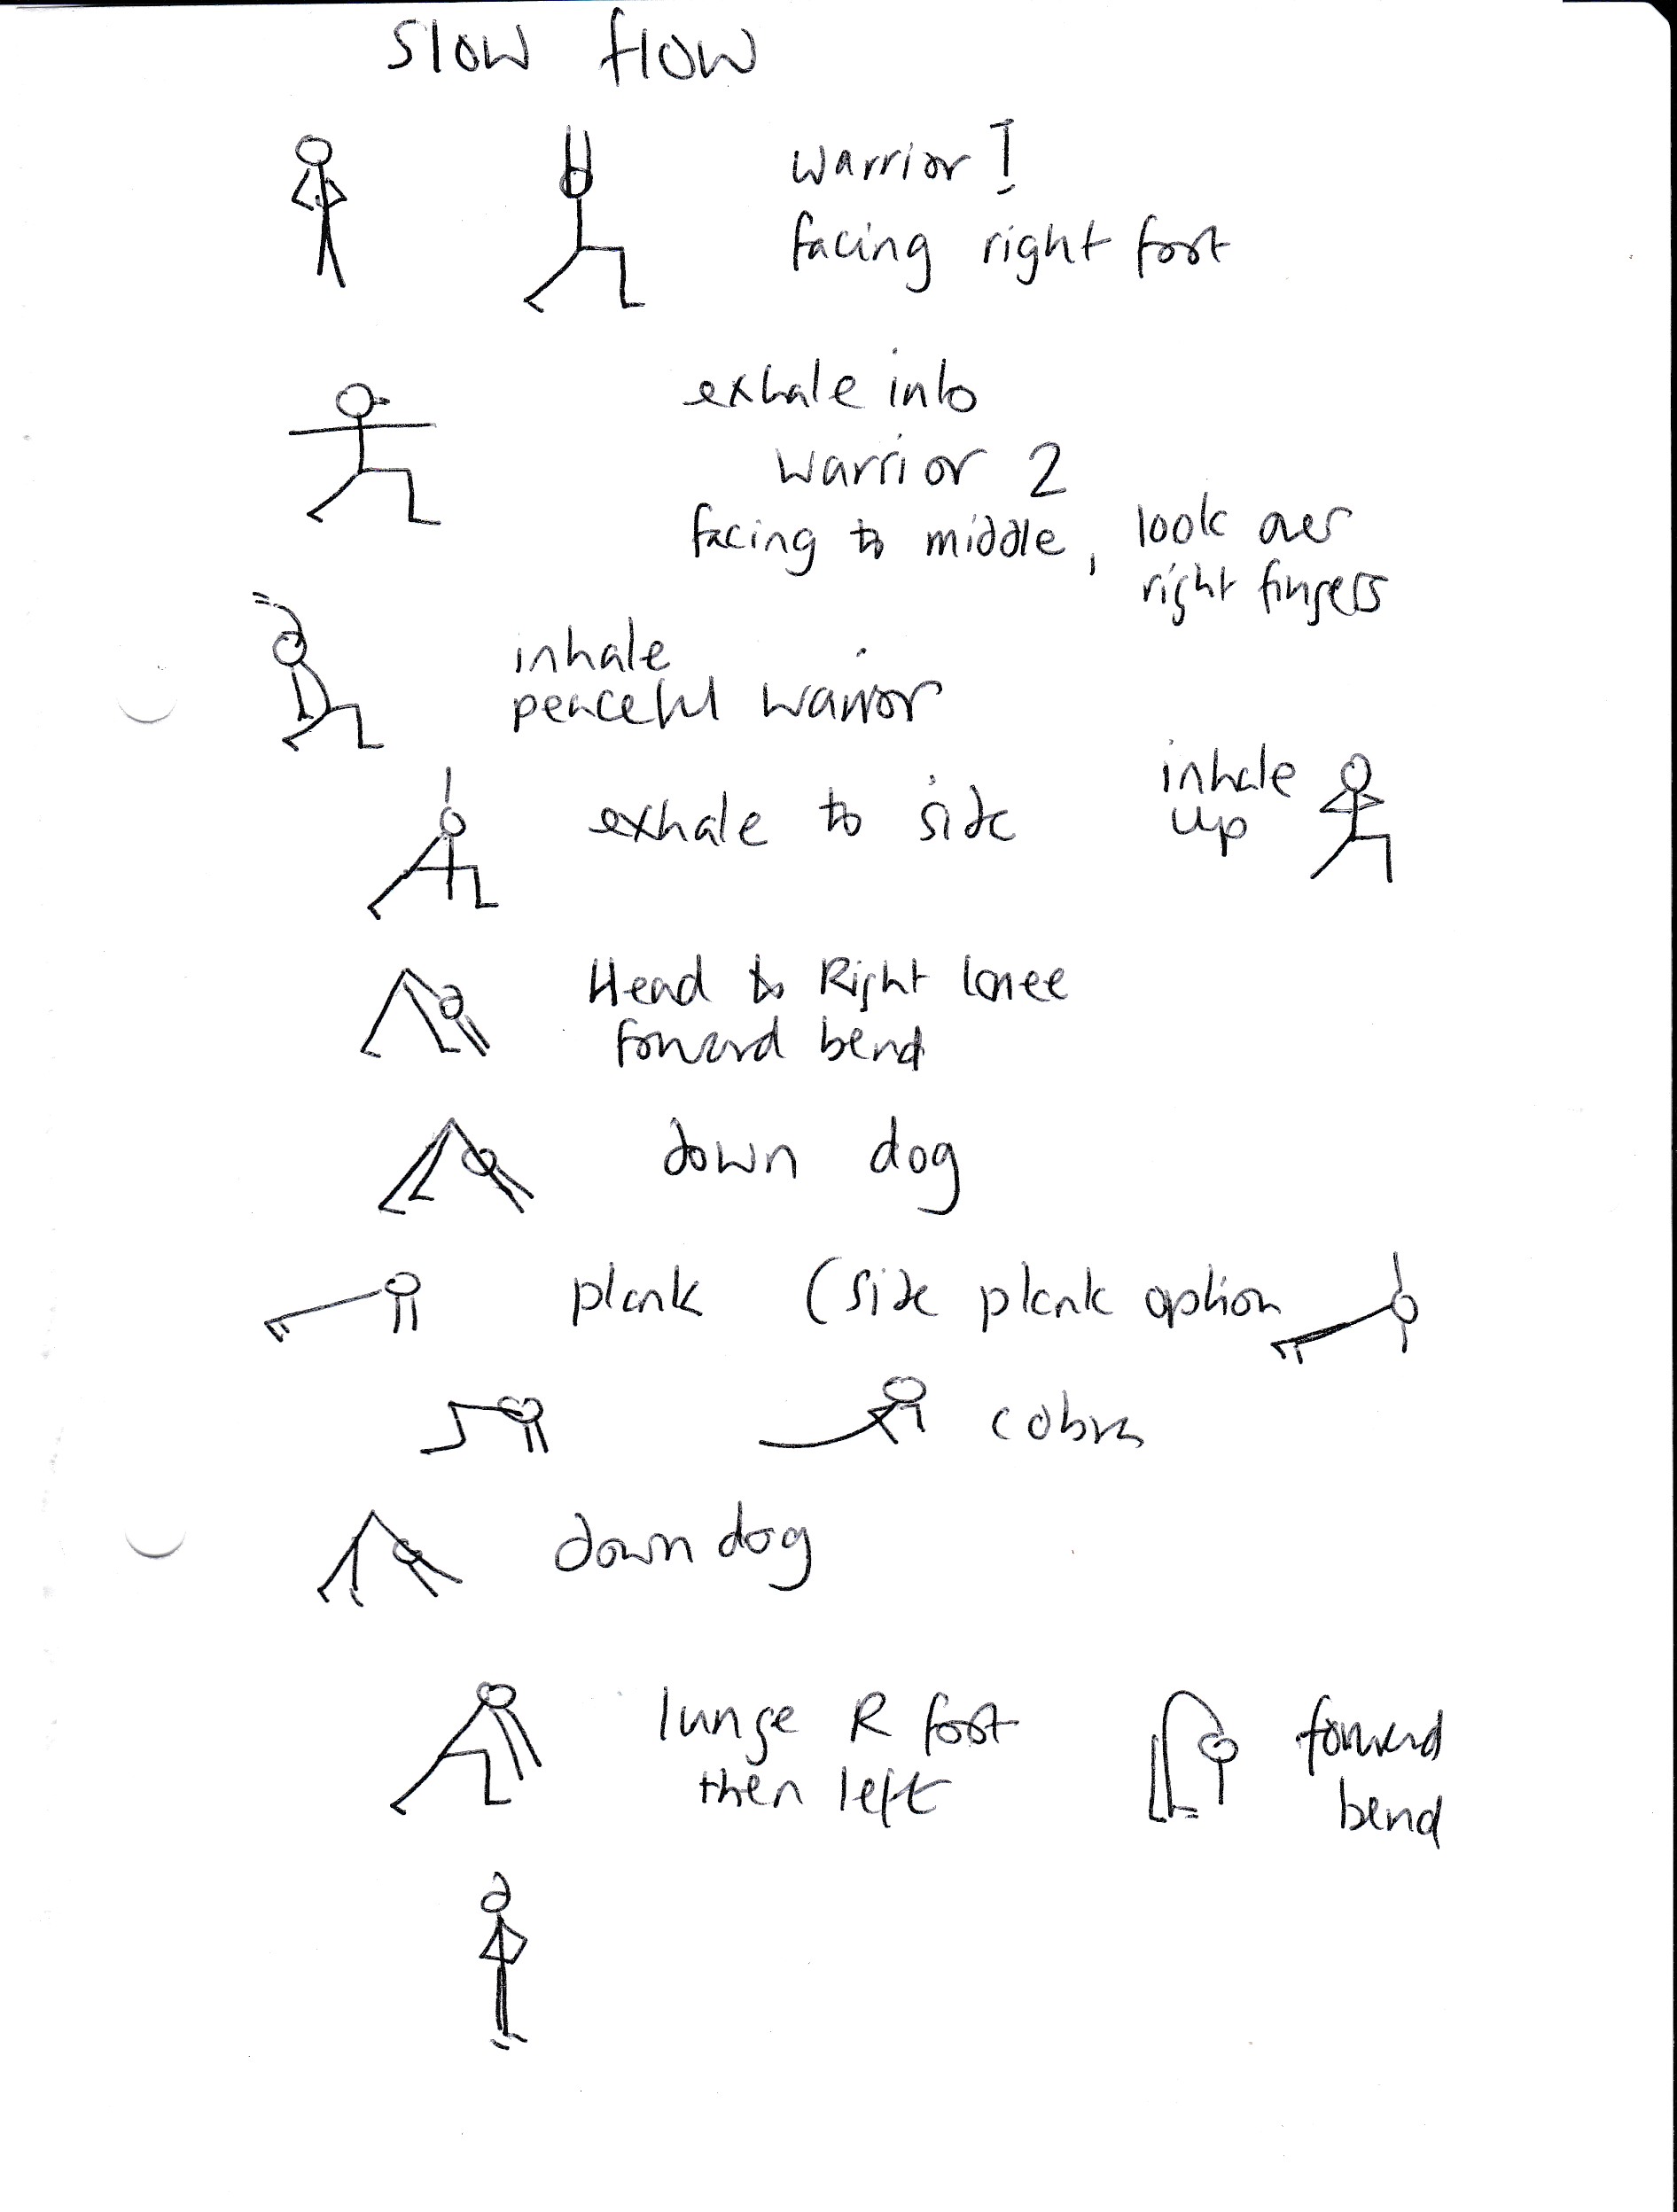 slow flow
warrior I
facing right foot
exhale into
warrior 2
facing to middle, look over
right fingers
inhale
peaceful warrior
exhale to side
inhale
up
Head to Right knee
forward bend
down dog
plank (side plank option
cobra
down dog
lunge R foot
then left
forward
bend